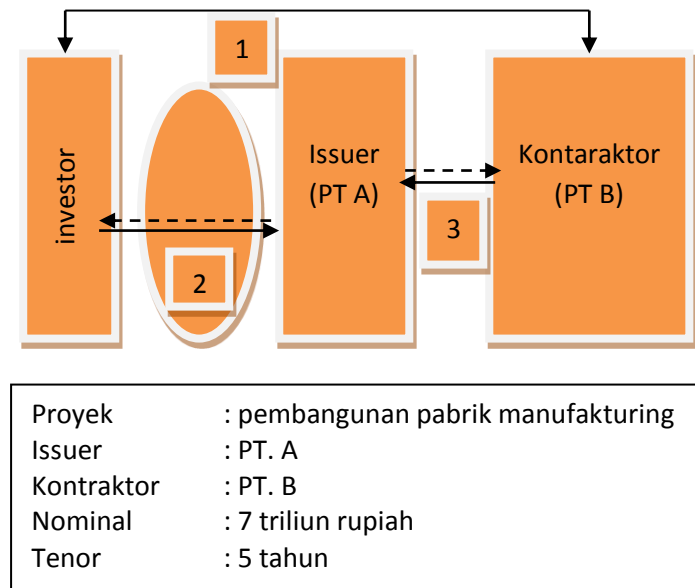 1
investor
2
Issuer
(PT A)
3
Kontaraktor
(PT B)
Proyek : pembangunan pabrik manufakturing
Issuer : PT. A
Kontraktor : PT. B
Nominal : 7 triliun rupiah
Tenor : 5 tahun